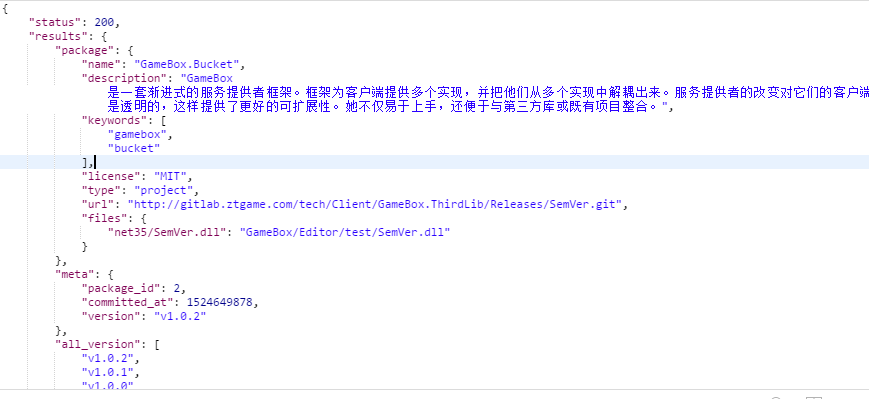 {
"status": 200,
"results": {
"package": {
"name": "GameBox.Bucket",
"description": "GameBox
是一套渐进式的服务提供者框架。框架为客户端提供多个实现，并把他们从多个实现中解耦出来。服务提供者的改变对它们的客户端
是透明的，这样提供了更好的可扩展性。她不仅易于上手，还便于与第三方库或既有项目整合。",
"keywords": [
"gamebox",
"bucket"
],
"license": "MIT",
"type": "project",
"url": "http://gitlab.ztgame.com/tech/Client/GameBox.ThirdLib/Releases/SemVer.git",
"files": {
"net35/SemVer.dll": "GameBox/Editor/test/SemVer.dll"
}
},
"meta": {
"package_id": 2,
"committed_at": 1524649878,
"version": "v1.0.2"
},
"all_version": [
"v1.0.2",
"v1.0.1",
"v1.0.0"